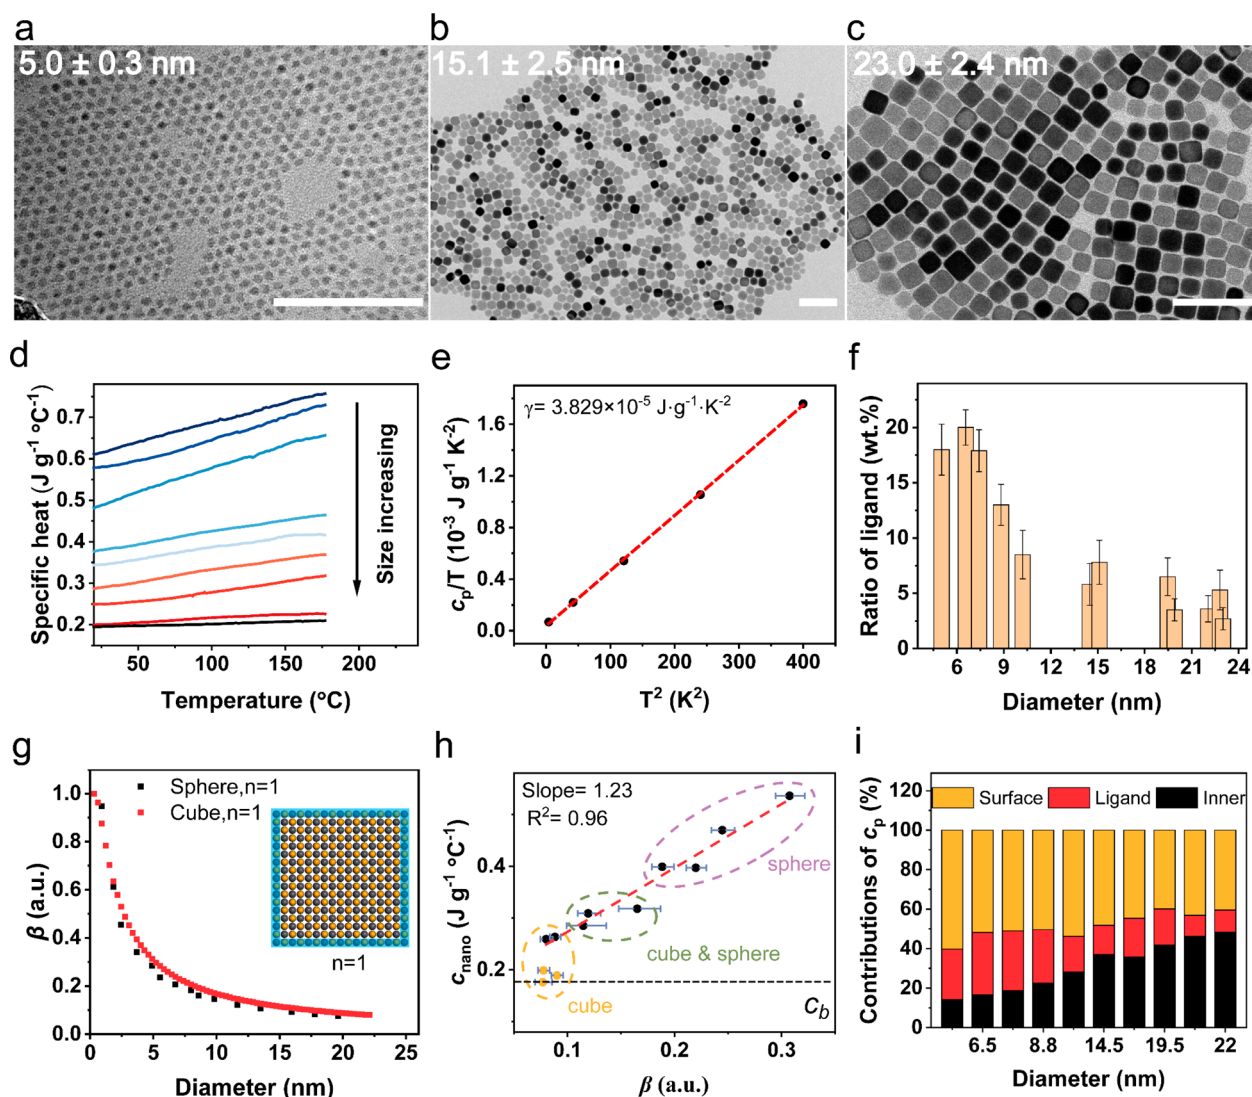 a
5.0 ± 0.3 nm
b
15.1 ± 2.5 nm
c
23.0 ± 2.4 nm
d
Specific heat (J g⁻¹ °C⁻¹)
0.7
0.6
0.5
0.4
0.3
0.2
Size increasing
50
100
150
200
Temperature (°C)
e
cₚ/T (10⁻³ J g⁻¹ K⁻²)
γ= 3.829×10⁻⁵ J·g⁻¹·K⁻²
1.8
1.2
0.6
0.0
0
100
200
300
400
T² (K²)
f
Ratio of ligand (wt.%)
20
15
10
5
0
6
9
12
15
18
21
24
Diameter (nm)
g
β (a.u.)
1.0
0.8
0.6
0.4
0.2
0.0
Sphere,n=1
Cube,n=1
n=1
0
5
10
15
20
25
Diameter (nm)
h
c_nano (J g⁻¹ °C⁻¹)
Slope= 1.23
R²= 0.96
0.4
0.2
sphere
cube & sphere
cube
c_b
0.1
0.2
0.3
β (a.u.)
i
Contributions of cₚ (%)
120
100
80
60
40
20
0
Surface
Ligand
Inner
6.5
8.8
14.5
19.5
22
Diameter (nm)